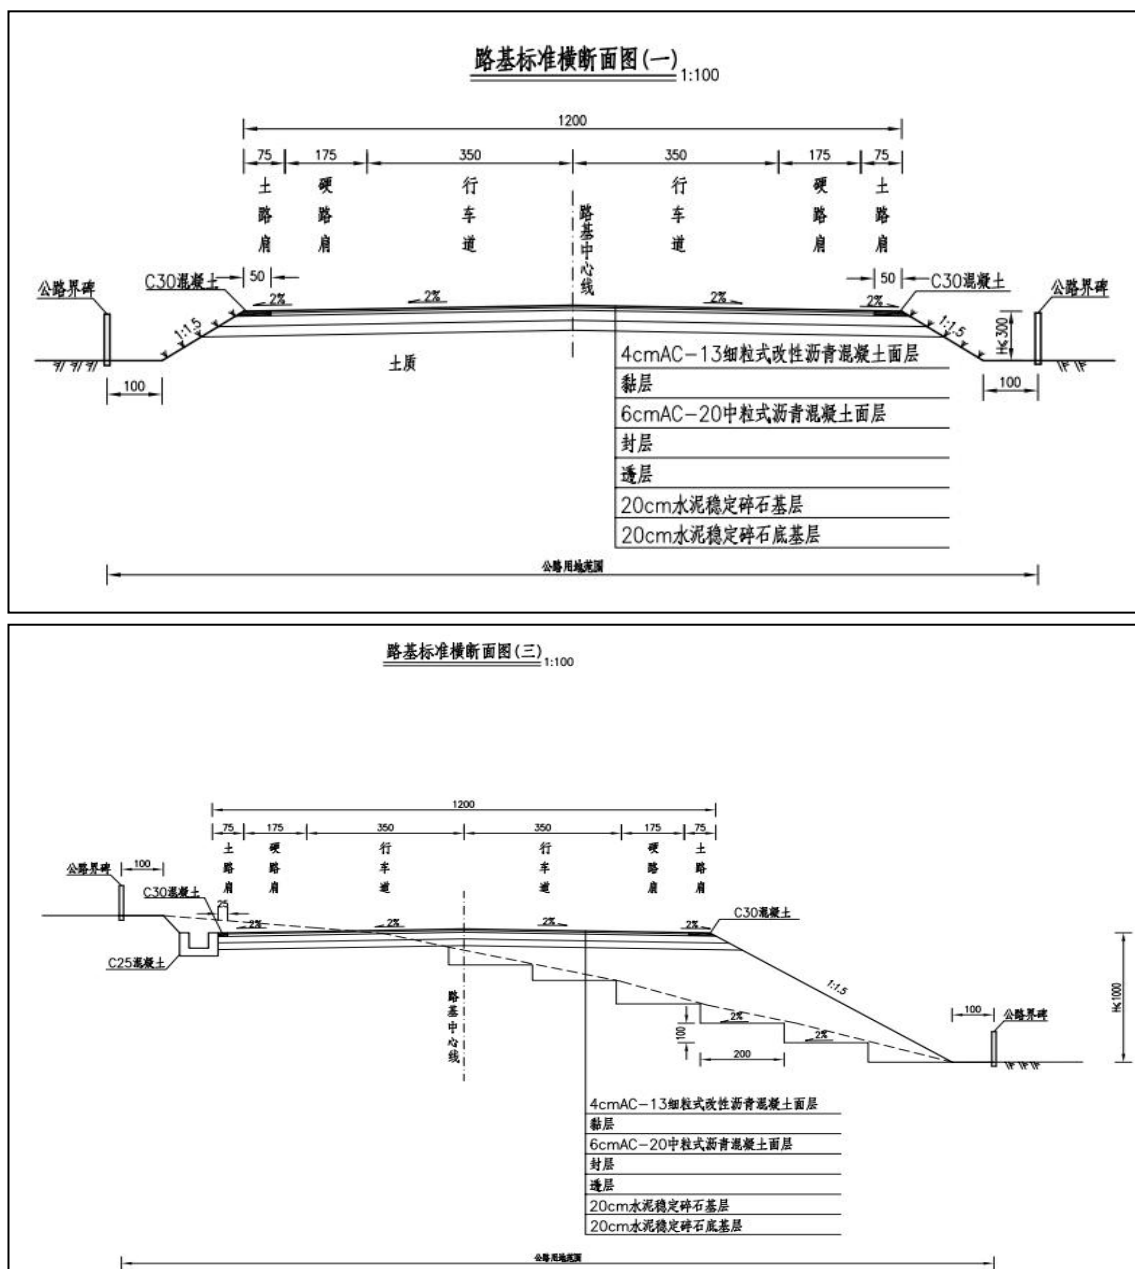 路基标准横断面图(一)
1:100
1200
75 175 350 350 175 75
土路肩 硬路肩 行车道 路基中心线 行车道 硬路肩 土路肩
50 50
公路界碑 C30混凝土 C30混凝土 公路界碑
2% 2% 2% 2%
1:1.5 1:1.5
H≤300
土质
100 100
4cmAC-13细粒式改性沥青混凝土面层
黏层
6cmAC-20中粒式沥青混凝土面层
封层
透层
20cm水泥稳定碎石基层
20cm水泥稳定碎石底基层
公路用地范围
路基标准横断面图(三)
1:100
1200
75 175 350 350 175 75
土路肩 硬路肩 行车道 行车道 硬路肩 土路肩
公路界碑 100
C30混凝土 25
2% 2% 2% 2%
C30混凝土
C25混凝土
路基中心线
1:1.5
H≤1000
2%
100
2%
200
100 公路界碑
4cmAC-13细粒式改性沥青混凝土面层
黏层
6cmAC-20中粒式沥青混凝土面层
封层
透层
20cm水泥稳定碎石基层
20cm水泥稳定碎石底基层
公路用地范围